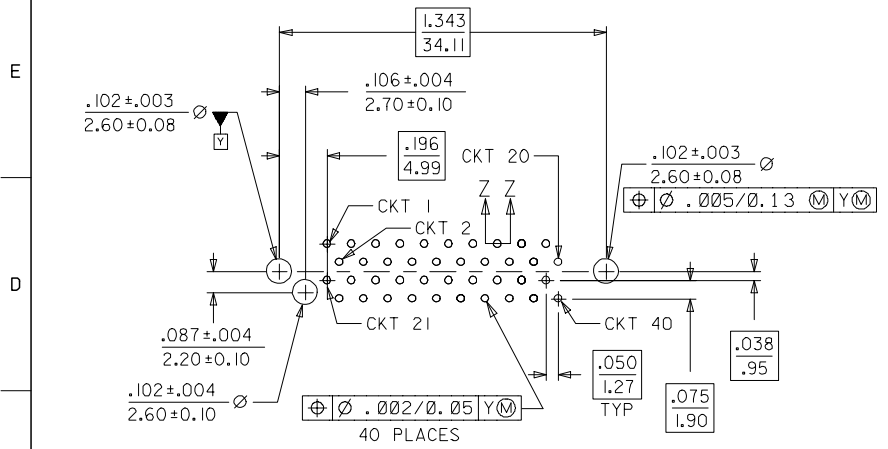 1.343
34.11
E
.106±.004
2.70±0.10
.102±.003 Ø
2.60±0.08
Y
.196
4.99
CKT 20
.102±.003 Ø
2.60±0.08
⌖ Ø .005/0.13 Ⓜ YⓂ
Z Z
CKT 1
CKT 2
D
CKT 21
CKT 40
.087±.004
2.20±0.10
.038
.95
.050
1.27
TYP
.102±.004 Ø
2.60±0.10
.075
1.90
⌖ Ø .002/0.05 YⓂ
40 PLACES